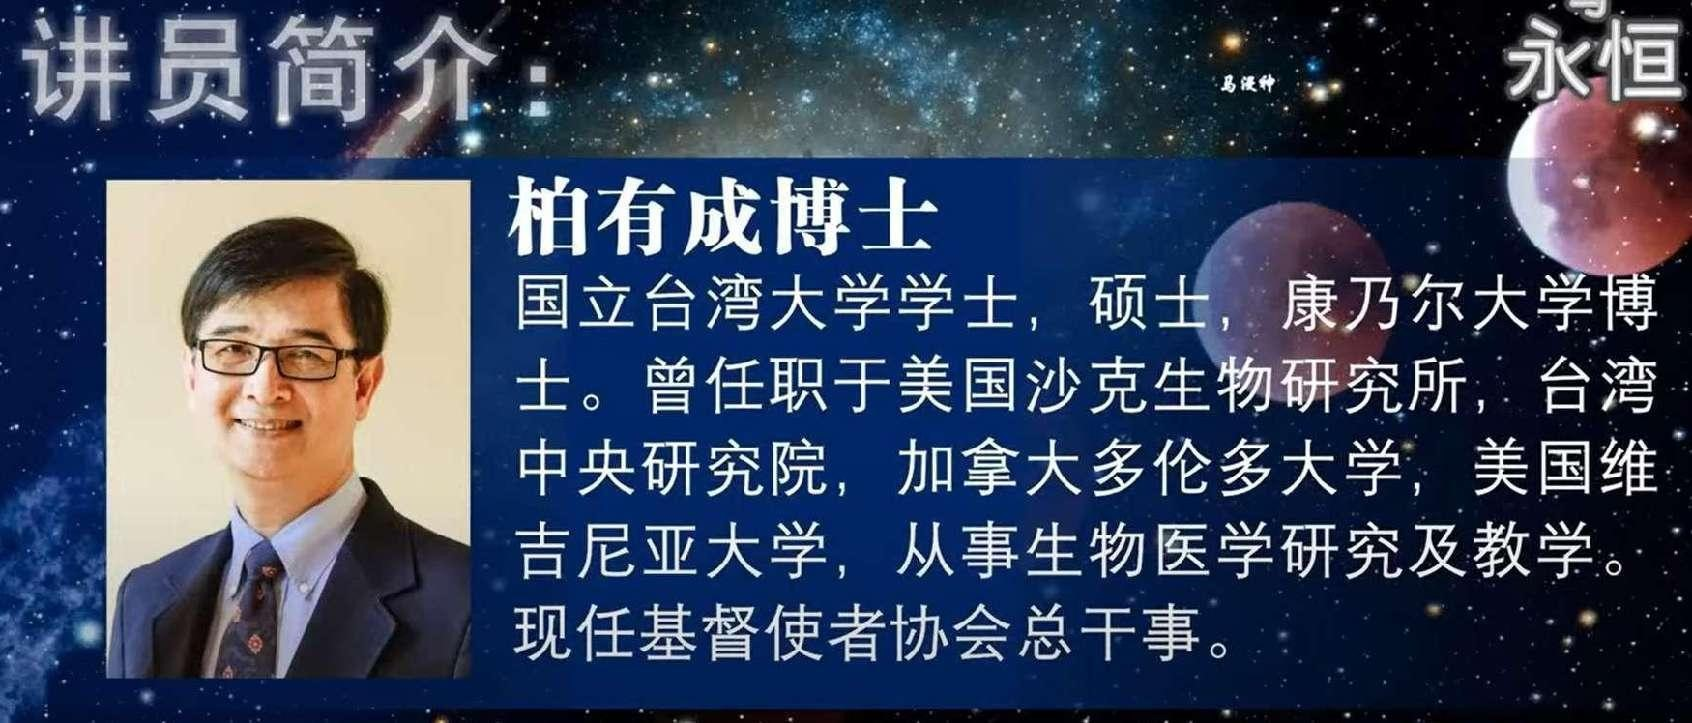 讲员简介：
永恒
柏有成博士
国立台湾大学学士，硕士，康乃尔大学博
士。曾任职于美国沙克生物研究所，台湾
中央研究院，加拿大多伦多大学，美国维
吉尼亚大学，从事生物医学研究及教学。
现任基督使者协会总干事。